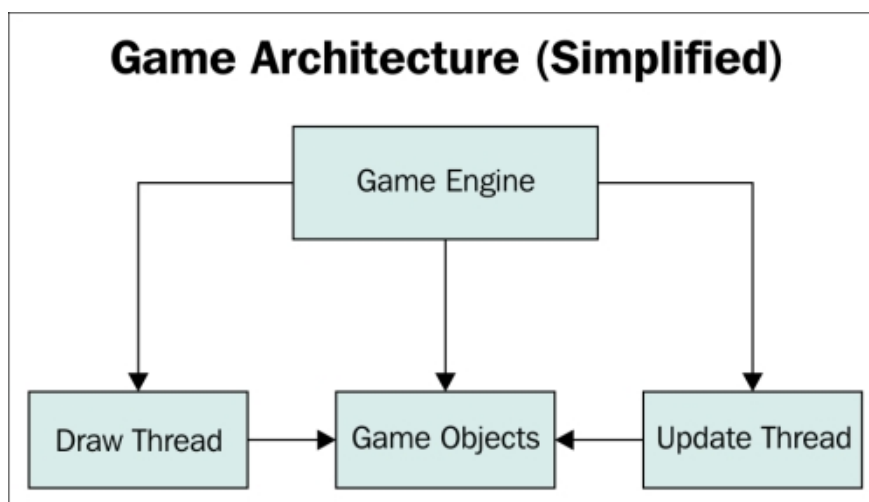 Game Architecture (Simplified)
Game Engine
Draw Thread
Game Objects
Update Thread